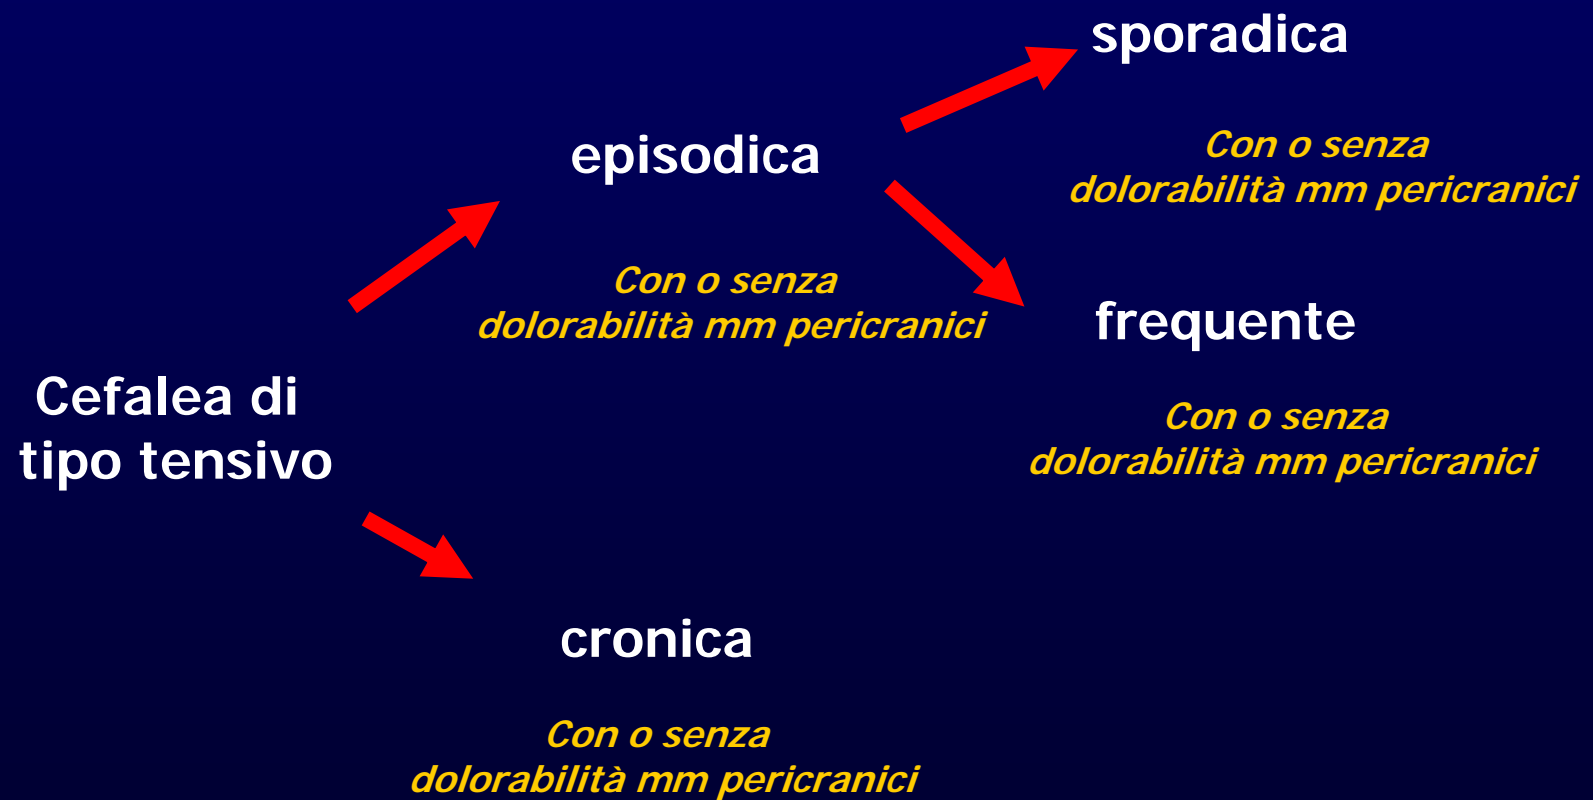 sporadica
Con o senza
dolorabilità mm pericranici
episodica
Con o senza
dolorabilità mm pericranici
frequente
Con o senza
dolorabilità mm pericranici
Cefalea di
tipo tensivo
cronica
Con o senza
dolorabilità mm pericranici